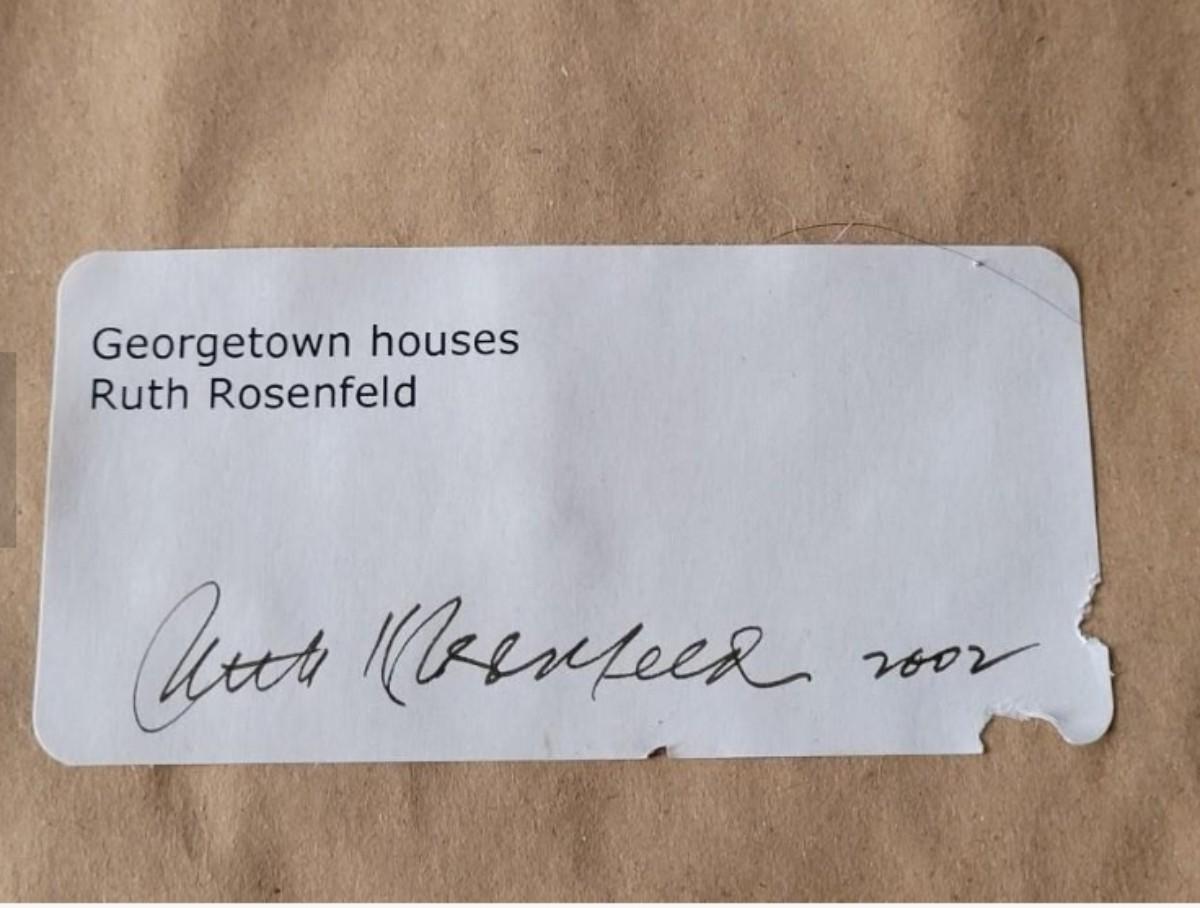 Georgetown houses
Ruth Rosenfeld
Ruth Rosenfeld 2002